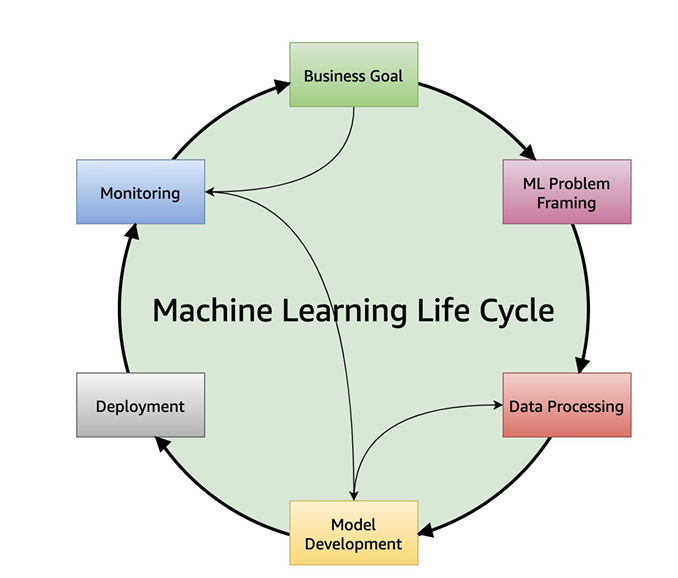 Business Goal
ML Problem
Framing
Monitoring
Machine Learning Life Cycle
Deployment
Data Processing
Model
Development